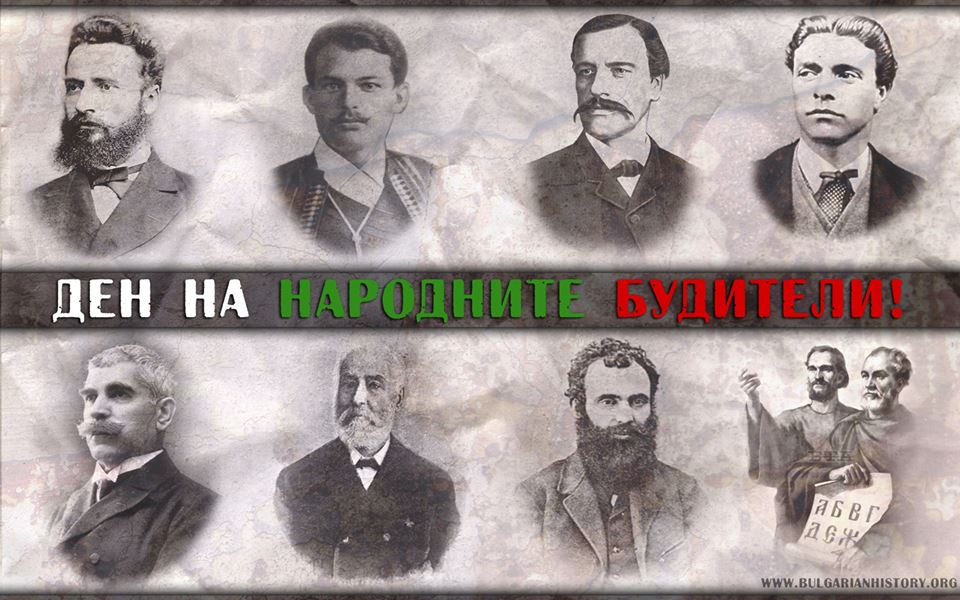 ДЕН НА НАРОДНИТЕ БУДИТЕЛИ!
АБВГ
ДЕЖ
WWW.BULGARIANHISTORY.ORG